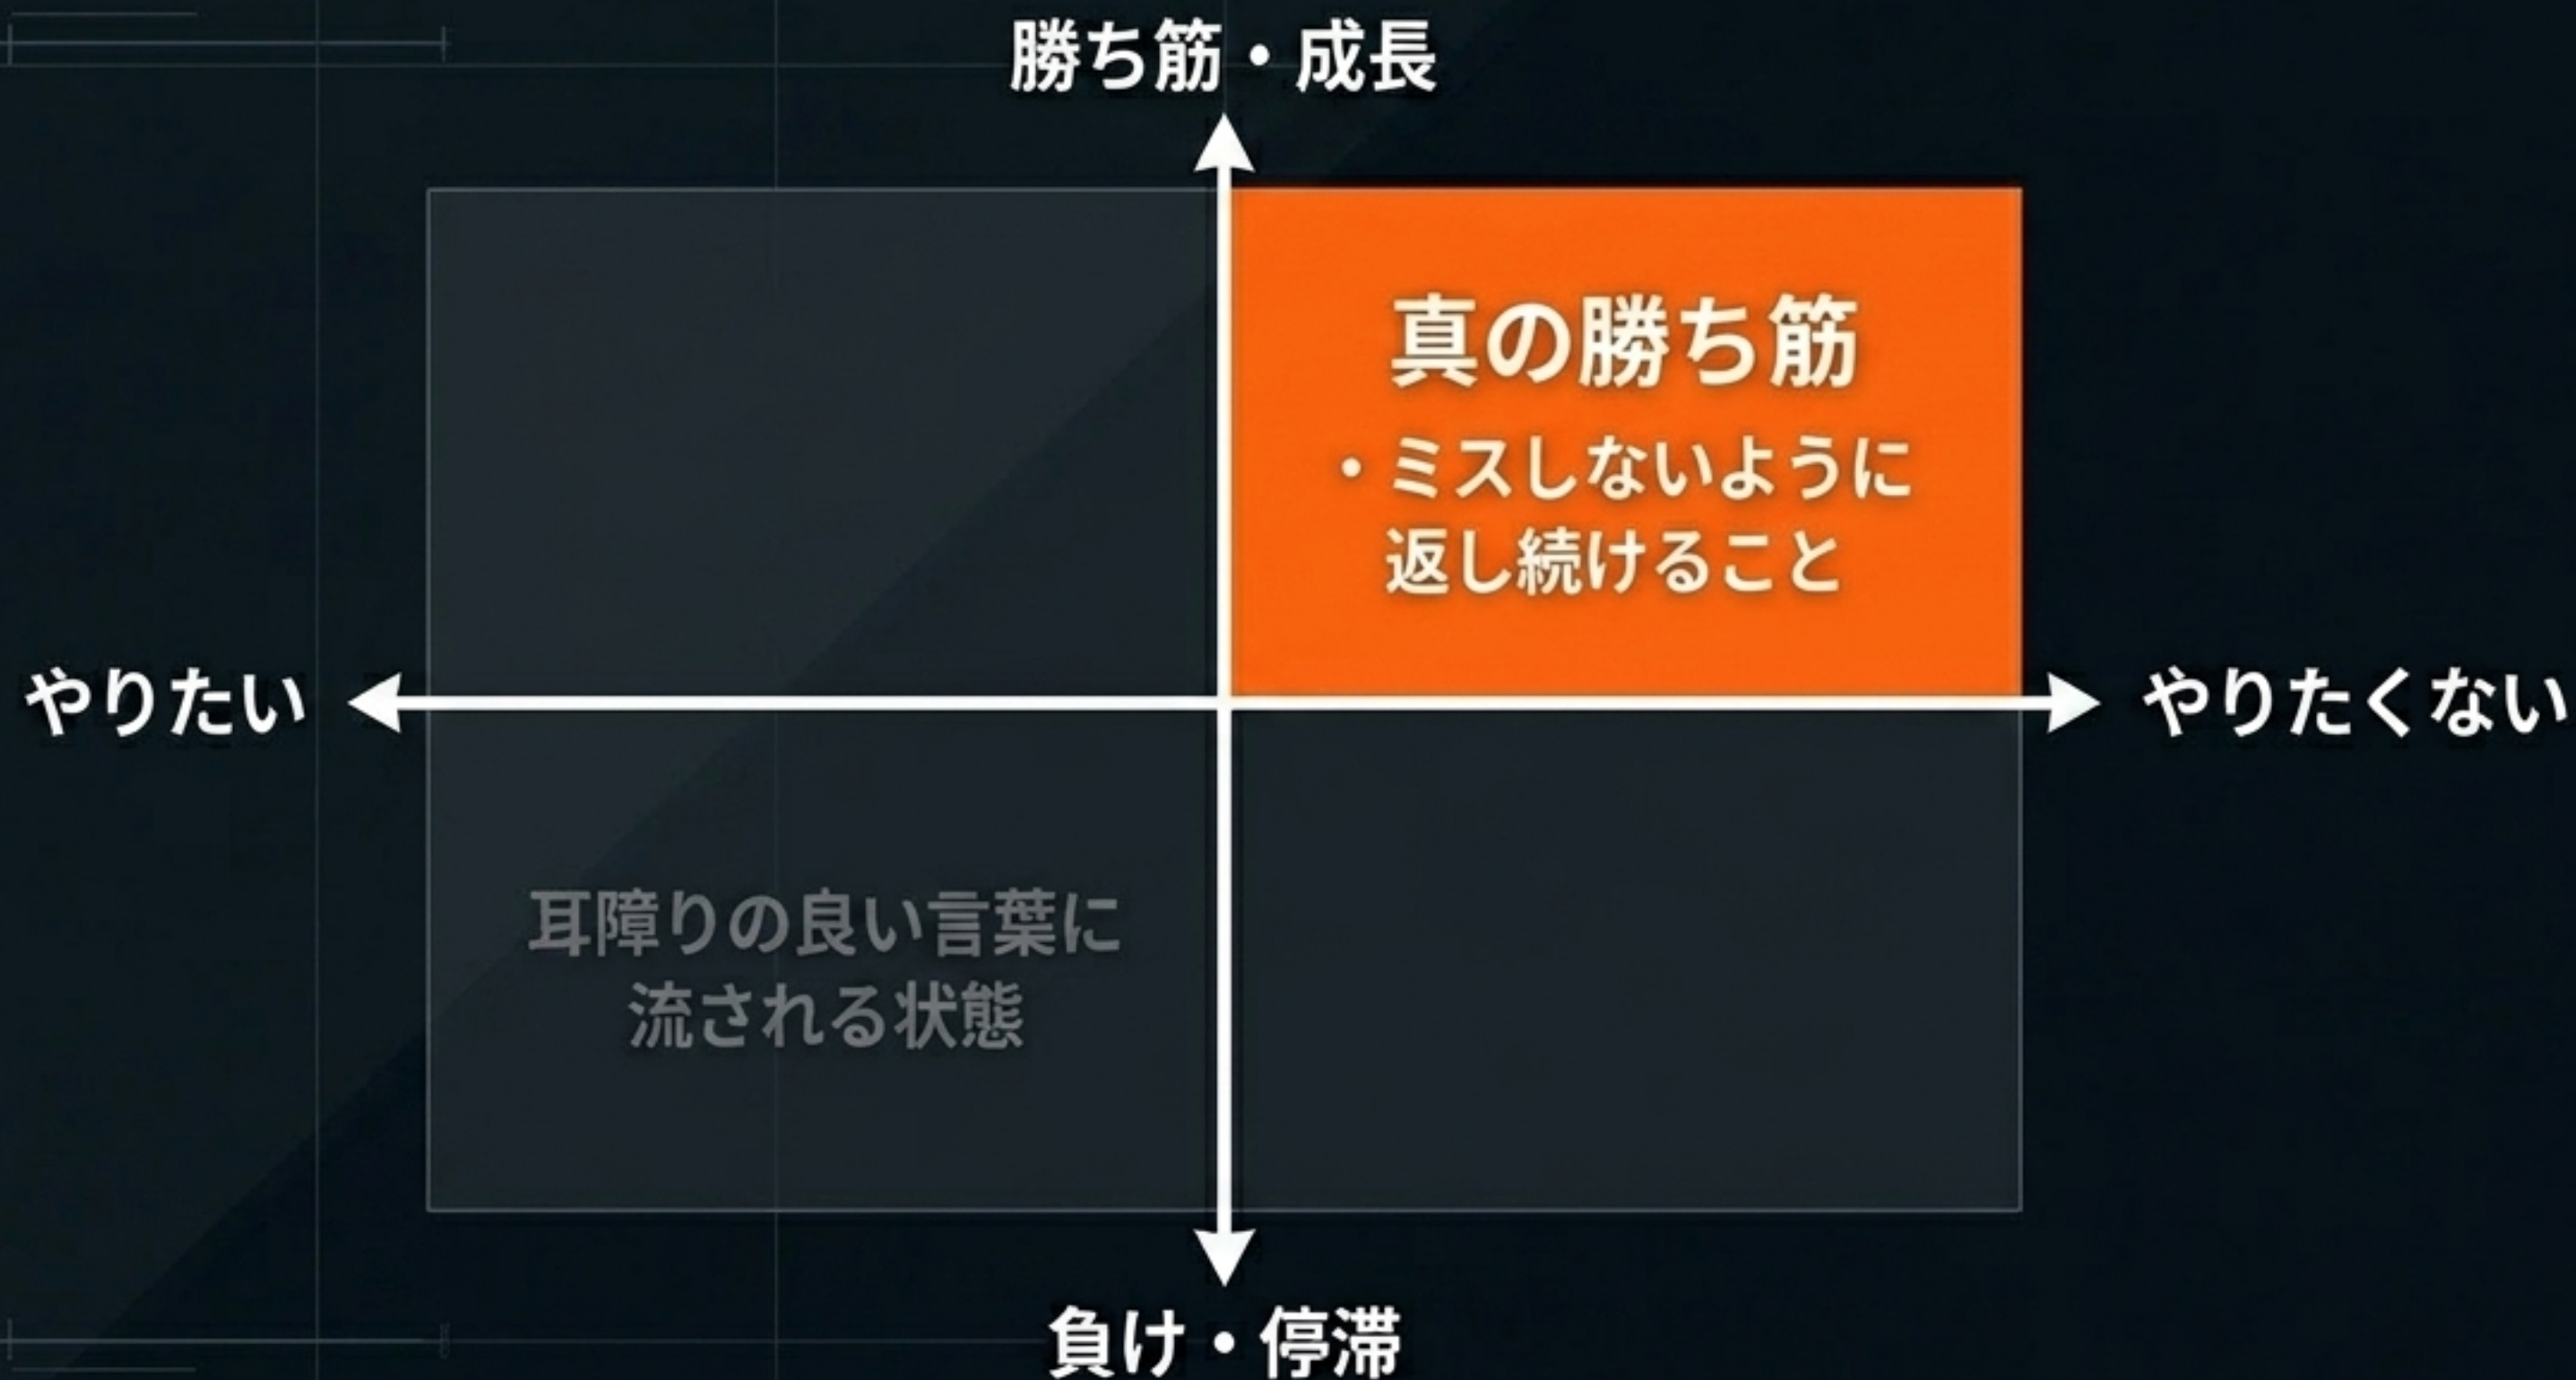 勝ち筋・成長
真の勝ち筋
・ミスしないように
返し続けること
やりたい
やりたくない
耳障りの良い言葉に
流される状態
負け・停滞